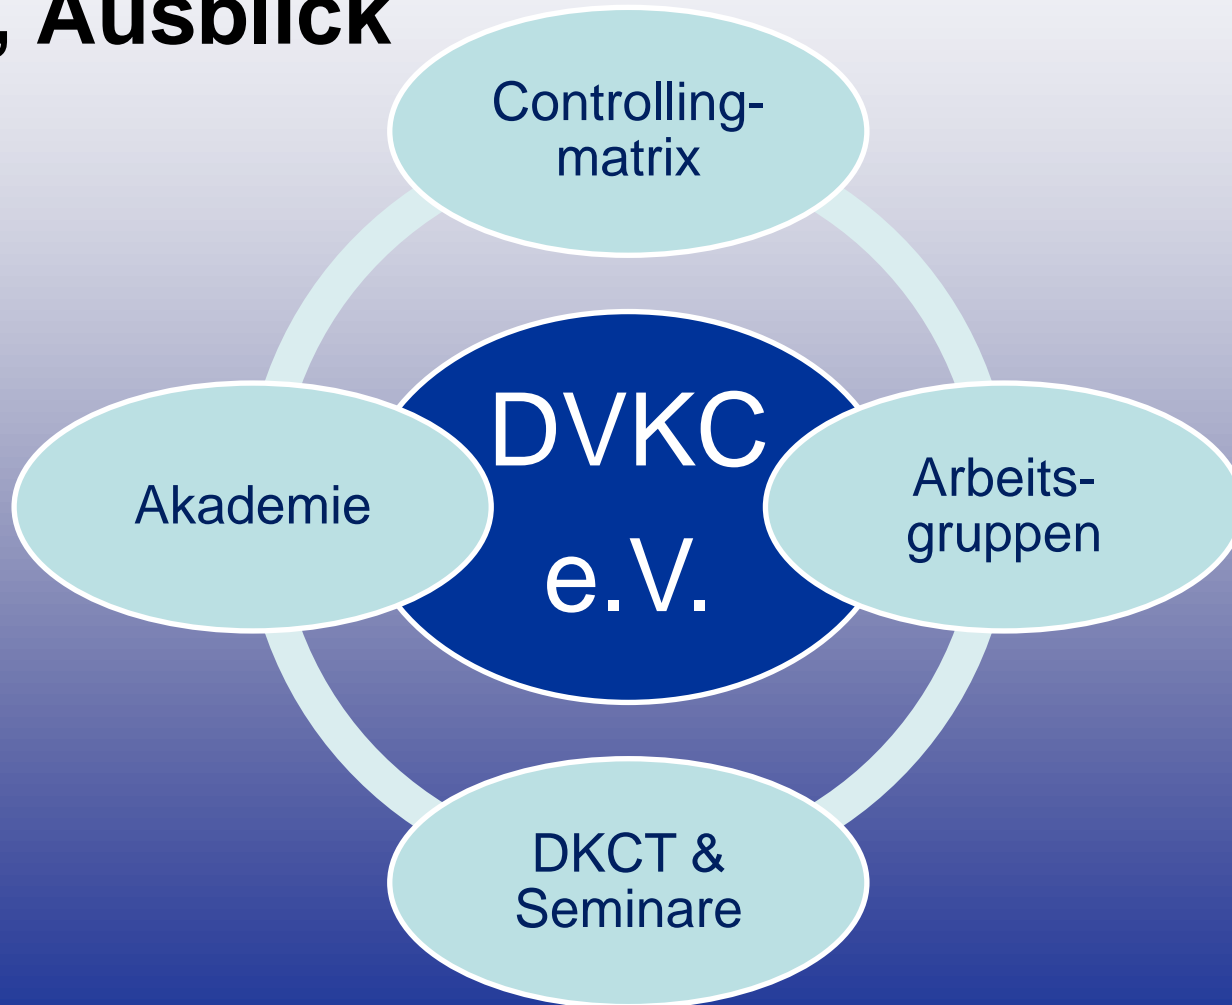 , Ausblick
Controlling-
matrix
DVKC
e.V.
Akademie
Arbeits-
gruppen
DKCT &
Seminare